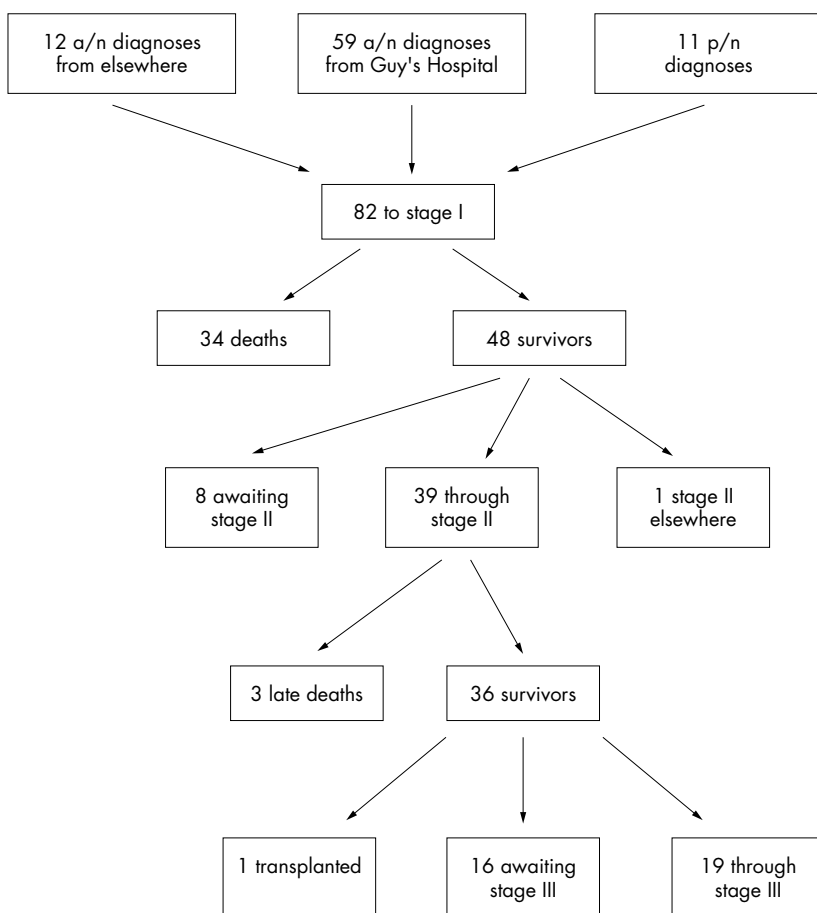 12 a/n diagnoses
from elsewhere
59 a/n diagnoses
from Guy's Hospital
11 p/n
diagnoses
82 to stage I
34 deaths
48 survivors
8 awaiting
stage II
39 through
stage II
1 stage II
elsewhere
3 late deaths
36 survivors
1 transplanted
16 awaiting
stage III
19 through
stage III